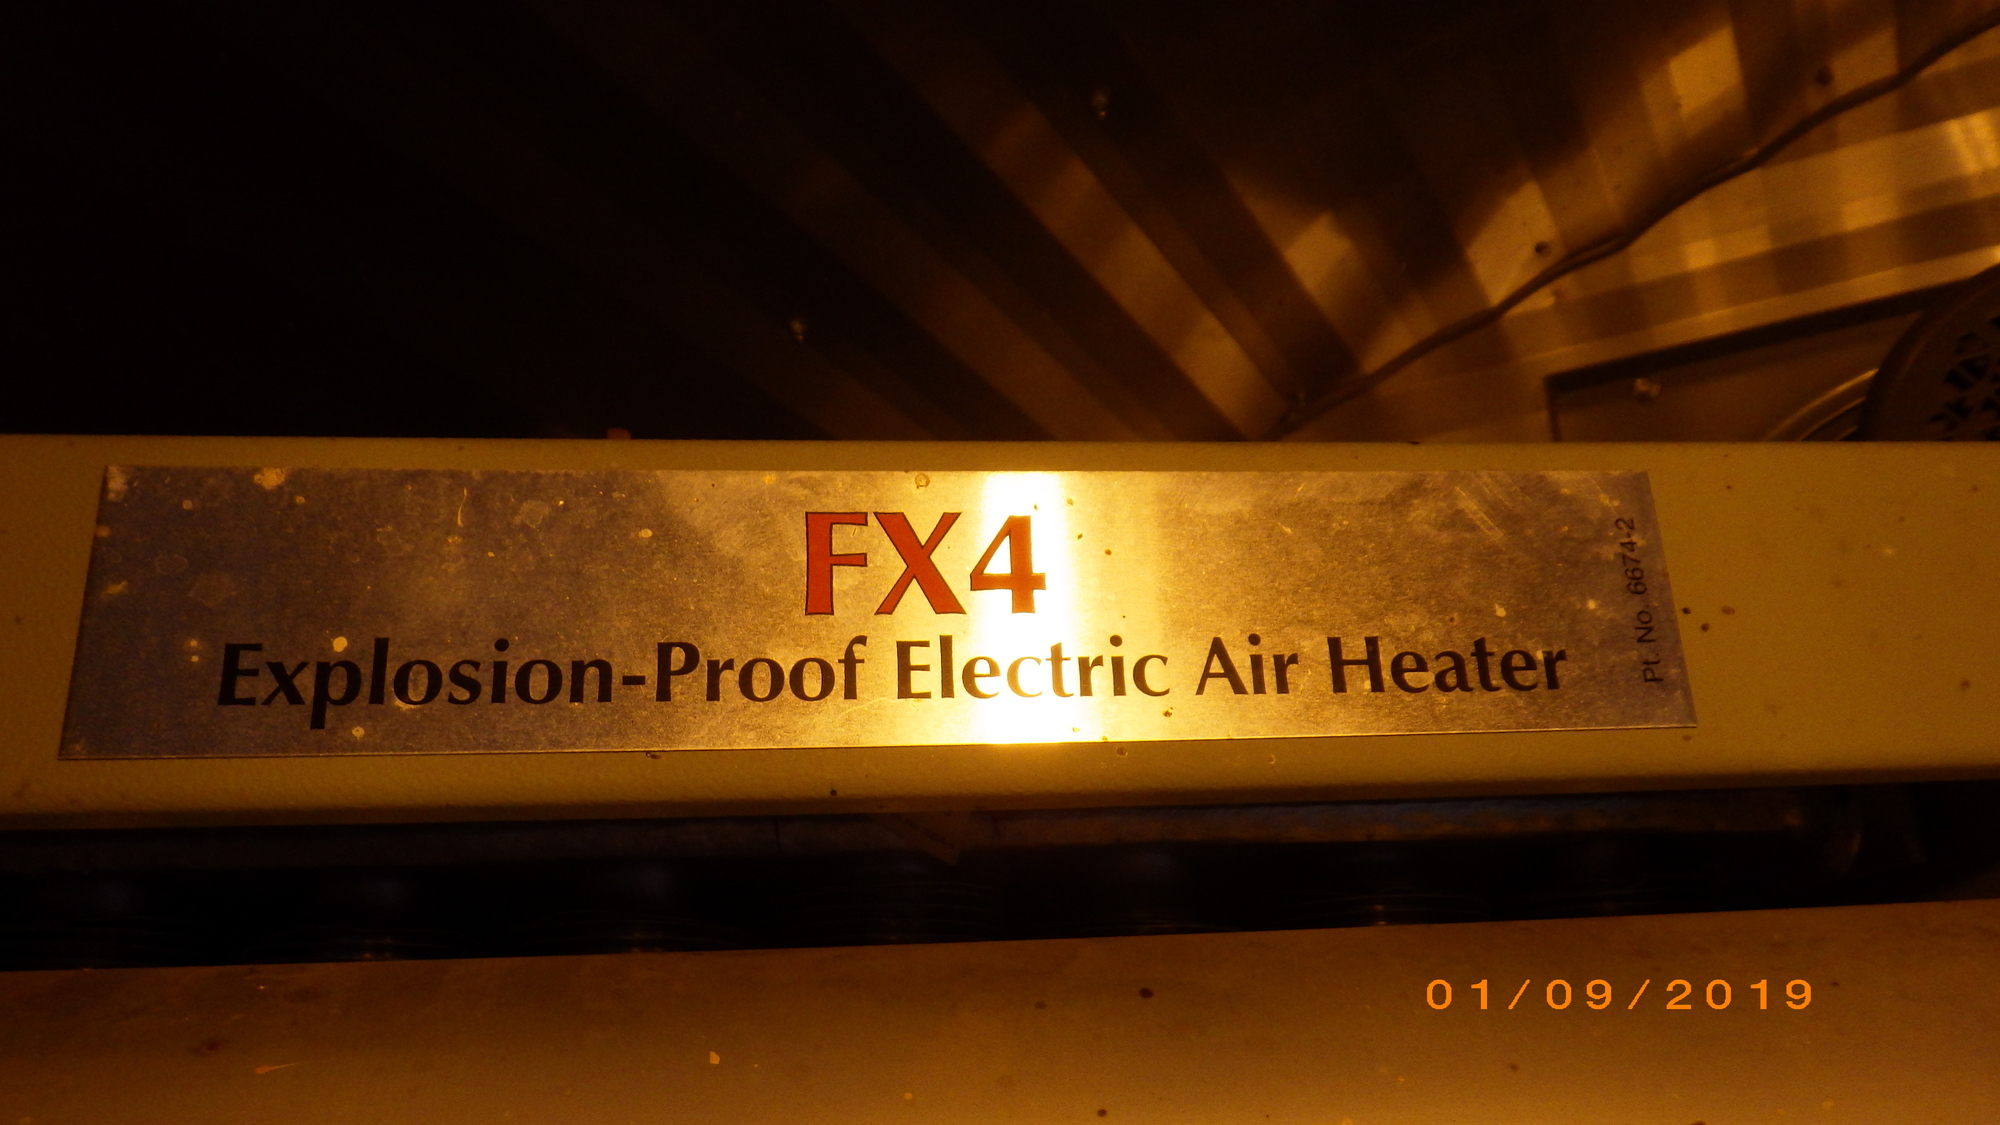 FX4
Explosion-Proof Electric Air Heater
Pt. No. 6674-2
01/09/2019